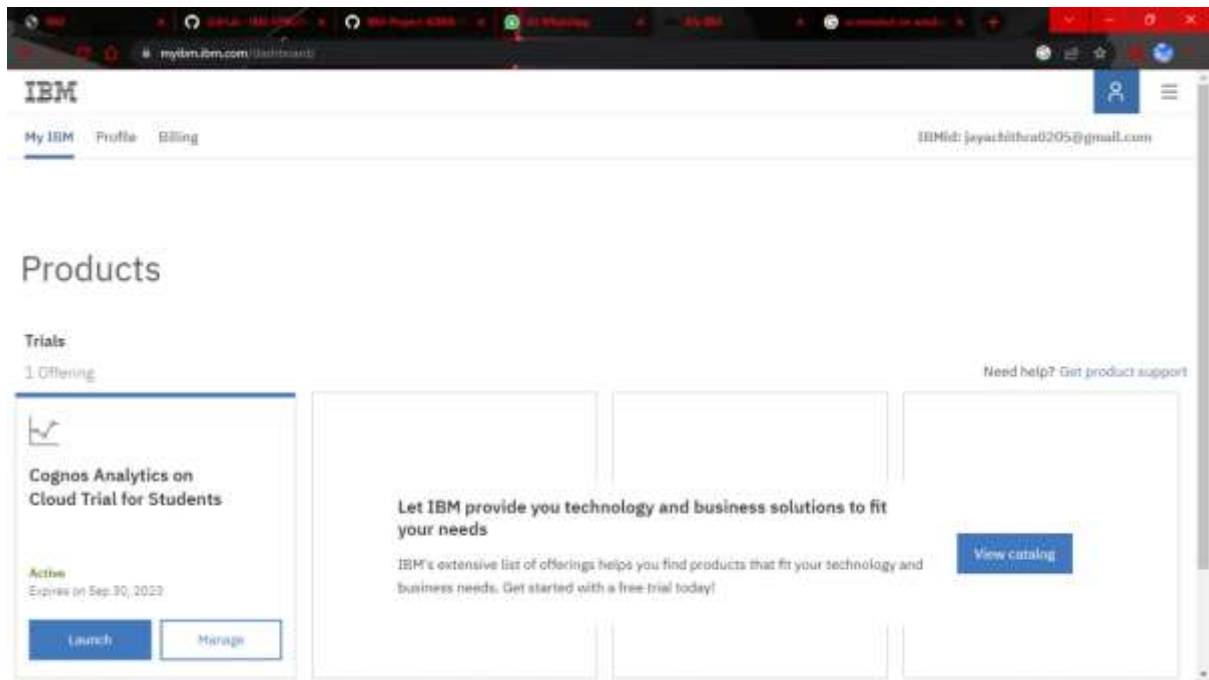 myibm.ibm.com/dashboard/
IBM
My IBM Profile Billing
IBMid: jayachithra0205@gmail.com
Products
Trials
1 Offering
Need help? Get product support
Cognos Analytics on
Cloud Trial for Students
Active
Expires on Sep 30, 2023
Launch Manage
Let IBM provide you technology and business solutions to fit
your needs
IBM's extensive list of offerings helps you find products that fit your technology and
business needs. Get started with a free trial today!
View catalog